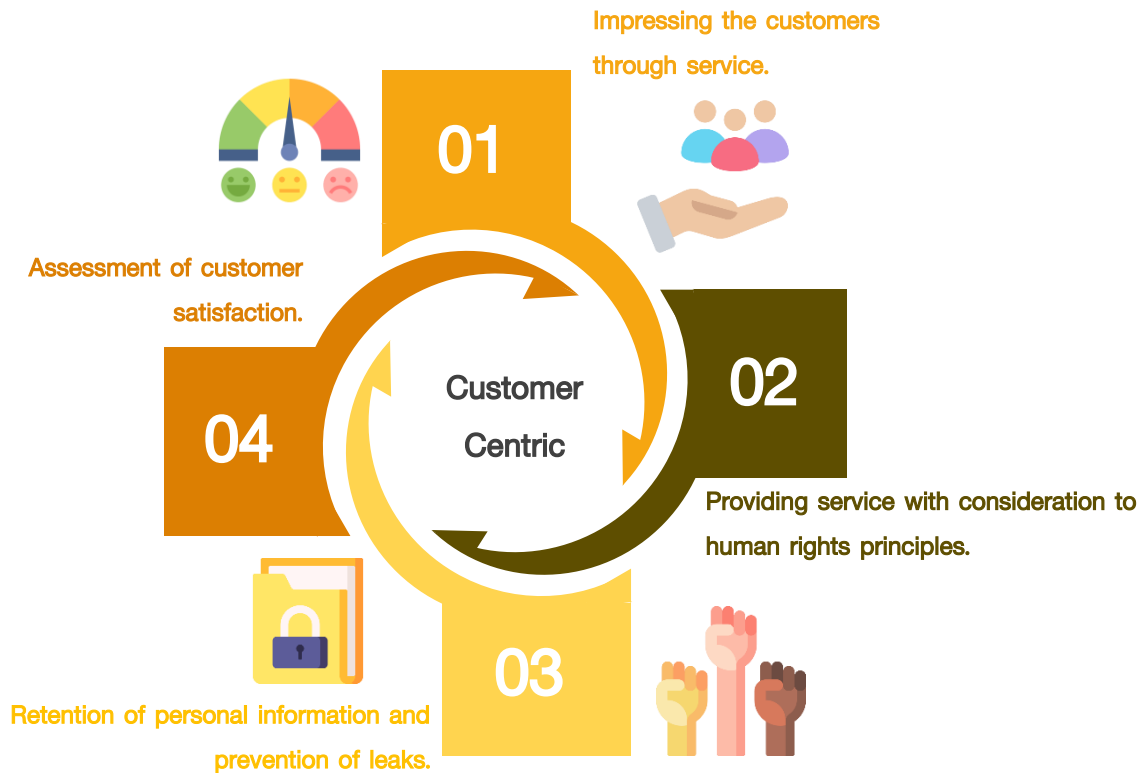 Impressing the customers
through service.
01
02
Providing service with consideration to
human rights principles.
03
Retention of personal information and
prevention of leaks.
04
Assessment of customer
satisfaction.
Customer
Centric